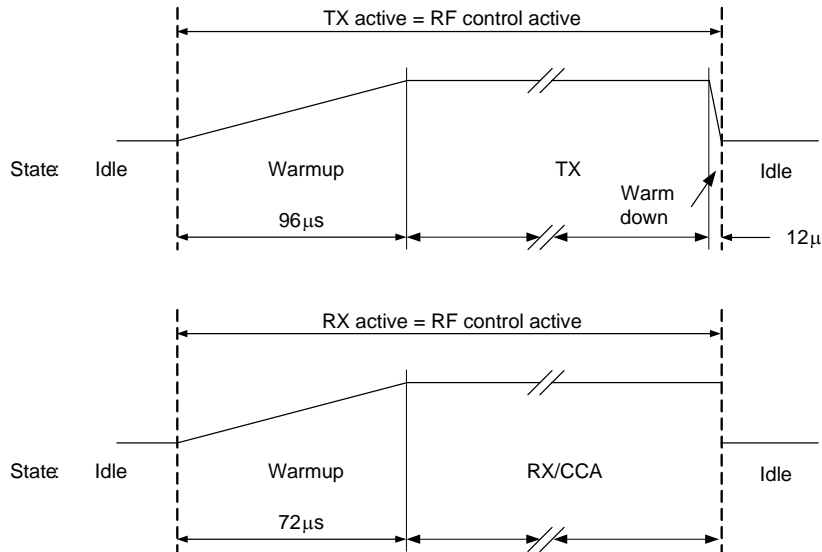 TX active = RF control active
State: Idle Warmup TX Idle
Warm
down
96μs
12μ
RX active = RF control active
State: Idle Warmup RX/CCA Idle
72μs